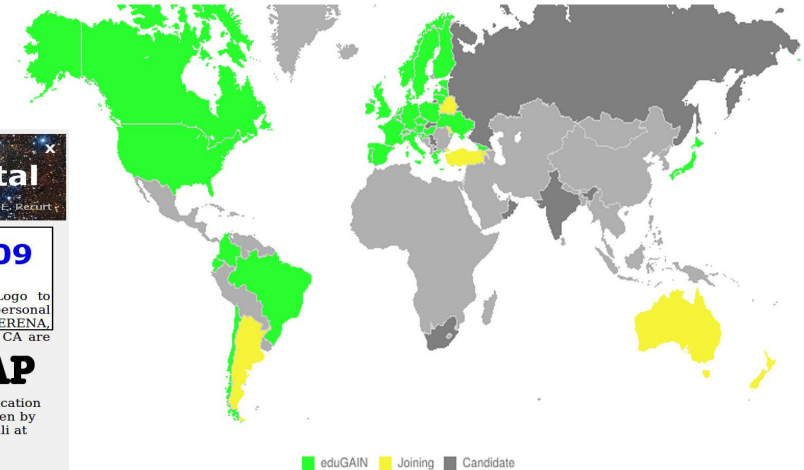 x
tal
E. Recurt
09
Logo to
personal
ERENA,
CA are
AP
cation
en by
li at
eduGAIN Joining Candidate